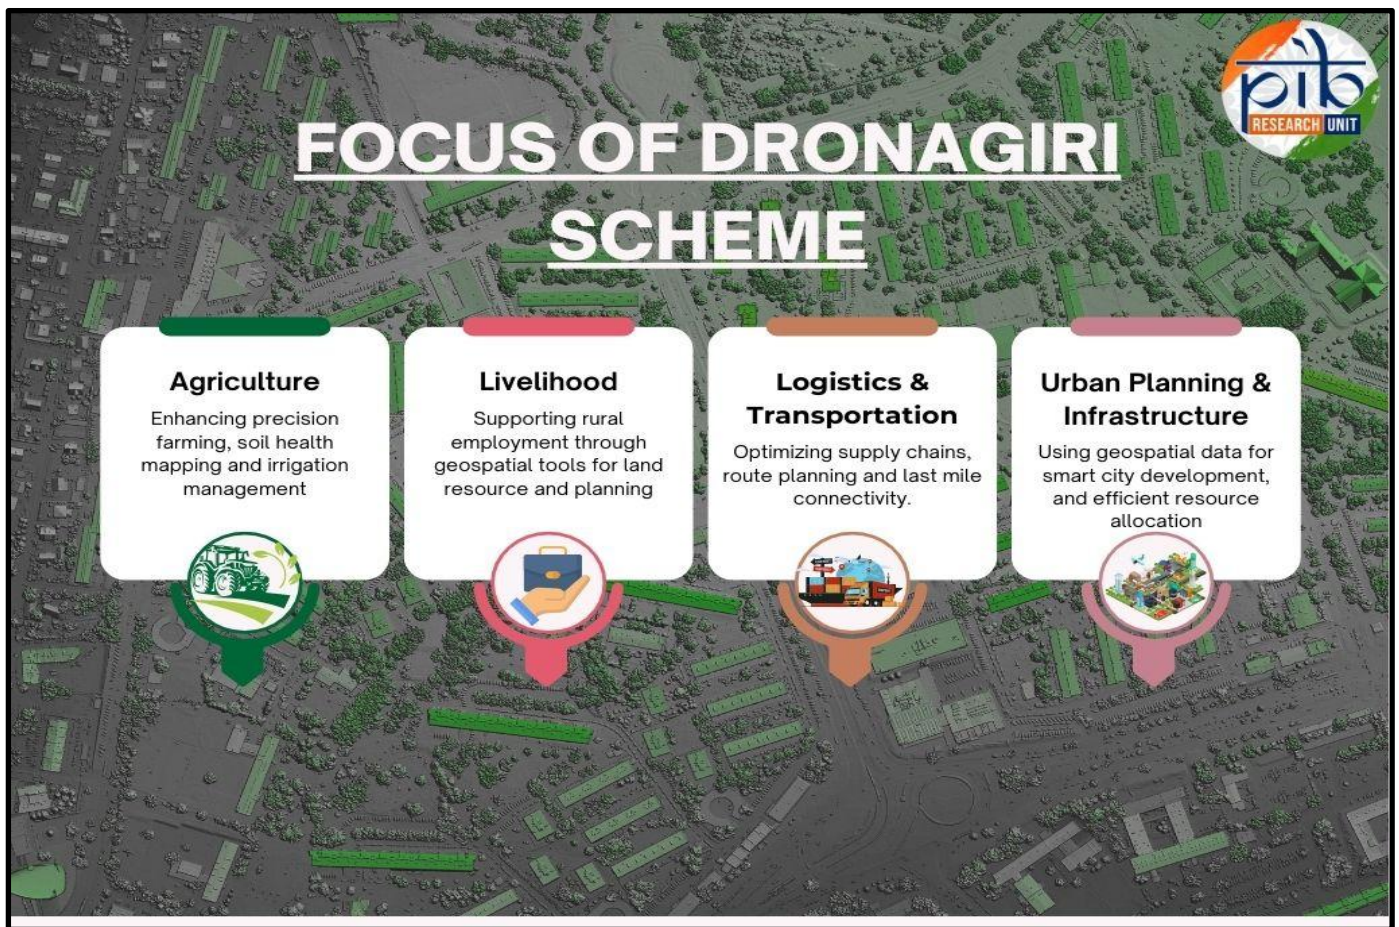 pib
RESEARCH UNIT
FOCUS OF DRONAGIRI
SCHEME
Agriculture
Enhancing precision
farming, soil health
mapping and irrigation
management
Livelihood
Supporting rural
employment through
geospatial tools for land
resource and planning
Logistics &
Transportation
Optimizing supply chains,
route planning and last mile
connectivity.
Urban Planning &
Infrastructure
Using geospatial data for
smart city development,
and efficient resource
allocation